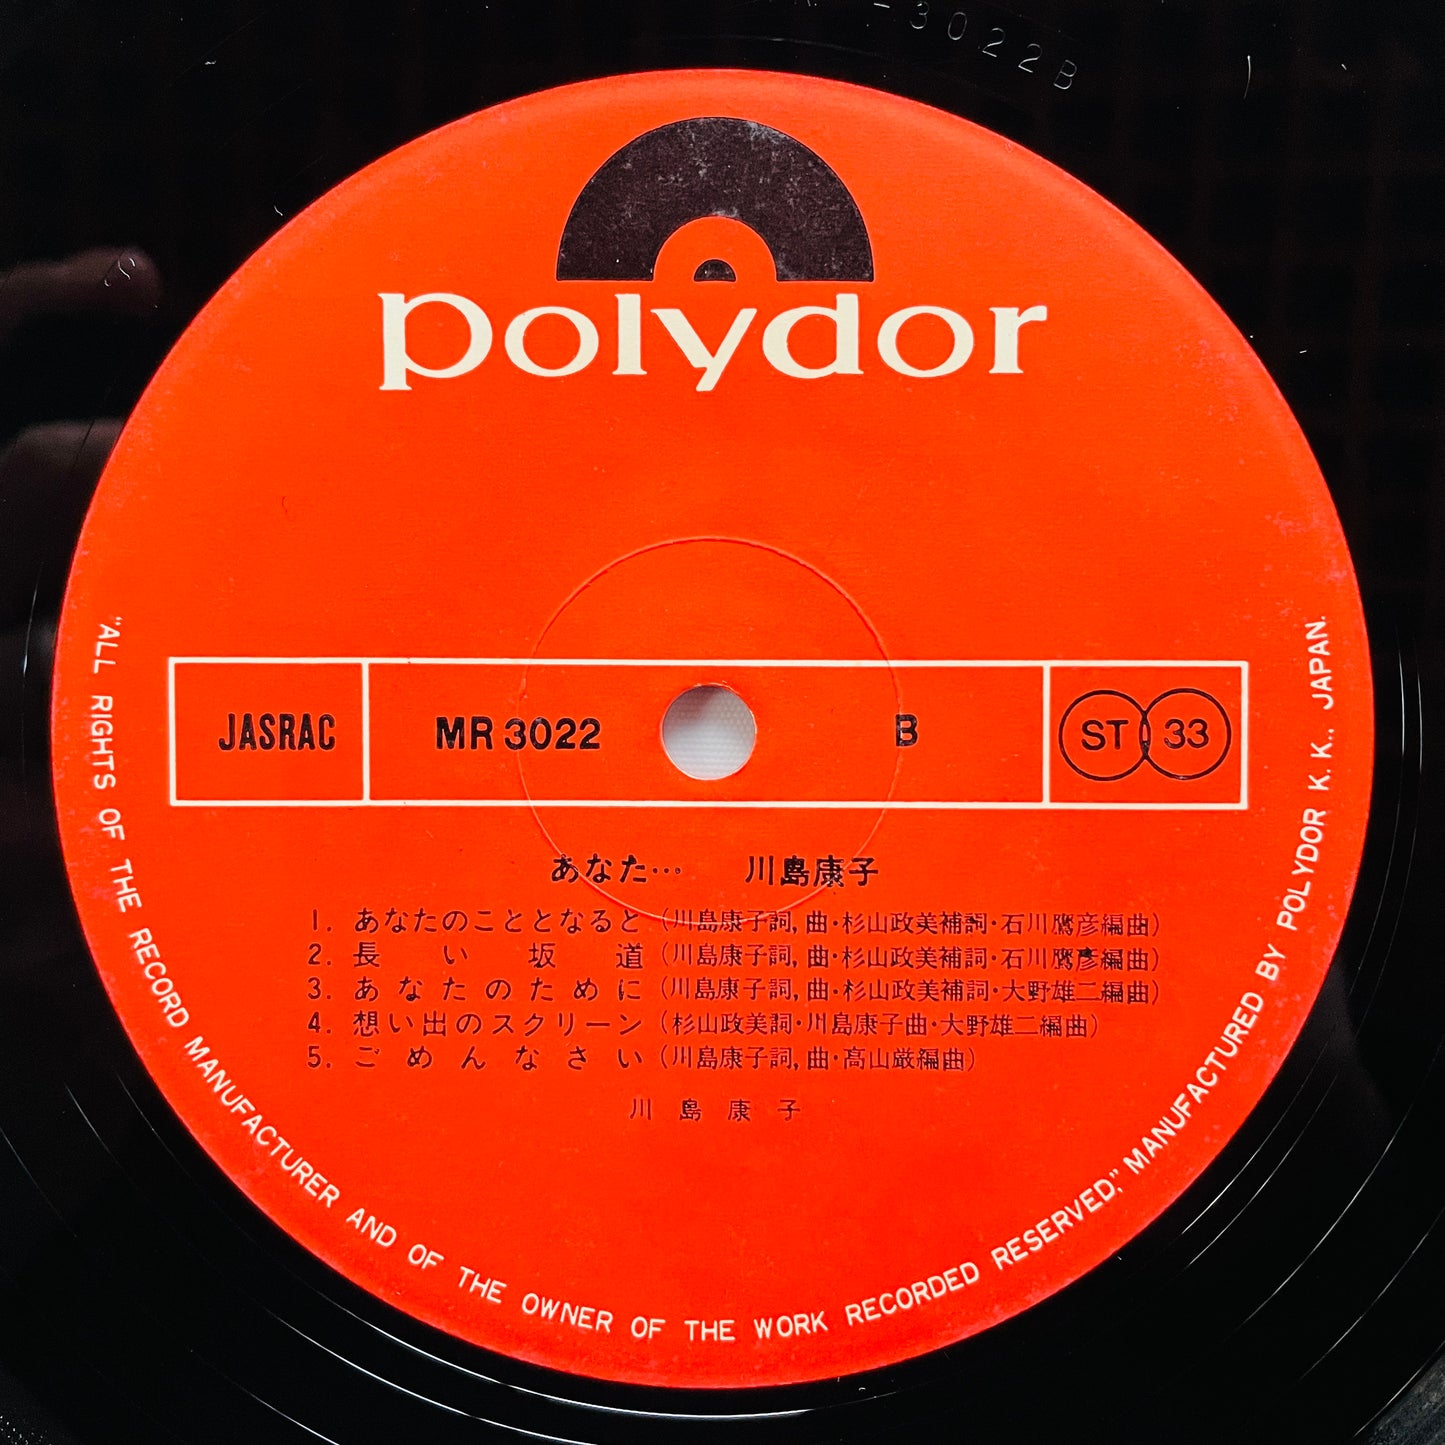 -3022B
polydor
JASRAC MR 3022 B ST 33
あなた… 川島康子
1. あなたのこととなると (川島康子詞, 曲・杉山政美補詞・石川鷹彦編曲)
2. 長い坂道 (川島康子詞, 曲・杉山政美補詞・石川鷹彦編曲)
3. あなたのために (川島康子詞, 曲・杉山政美補詞・大野雄二編曲)
4. 想い出のスクリーン (杉山政美詞・川島康子曲・大野雄二編曲)
5. ごめんなさい (川島康子詞, 曲・高山厳編曲)
川島康子
"ALL RIGHTS OF THE RECORD MANUFACTURER AND OF THE OWNER OF THE WORK RECORDED RESERVED," MANUFACTURED BY POLYDOR K. K., JAPAN.